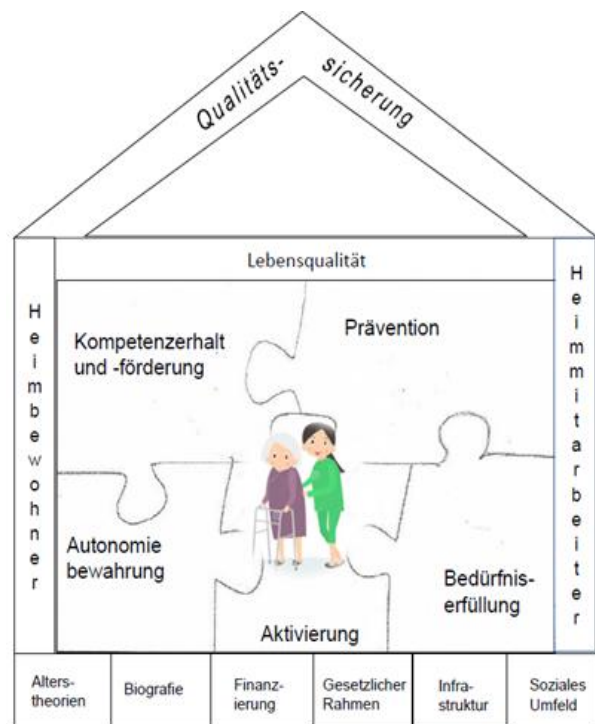 Qualitäts-
sicherung
Lebensqualität
Heimbewohner
Heimmitarbeiter
Kompetenzerhalt
und -förderung
Prävention
Autonomie
bewahrung
Bedürfnis-
erfüllung
Aktivierung
Alters-
theorien
Biografie
Finanz-
ierung
Gesetzlicher
Rahmen
Infra-
struktur
Soziales
Umfeld